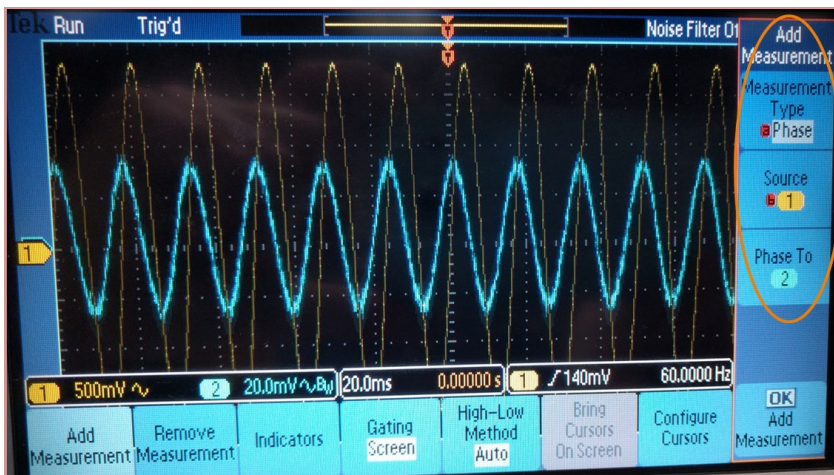 Tek Run Trig'd Noise Filter Of
T
T
Add
Measurement
Measurement
Type
a Phase
Source
1
Phase To
2
1
1 500mV 2 20.0mV BW 20.0ms 0.00000 s 1 140mV 60.0000 Hz
Add
Measurement
Remove
Measurement
Indicators
Gating
Screen
High-Low
Method
Auto
Bring
Cursors
On Screen
Configure
Cursors
OK
Add
Measurement